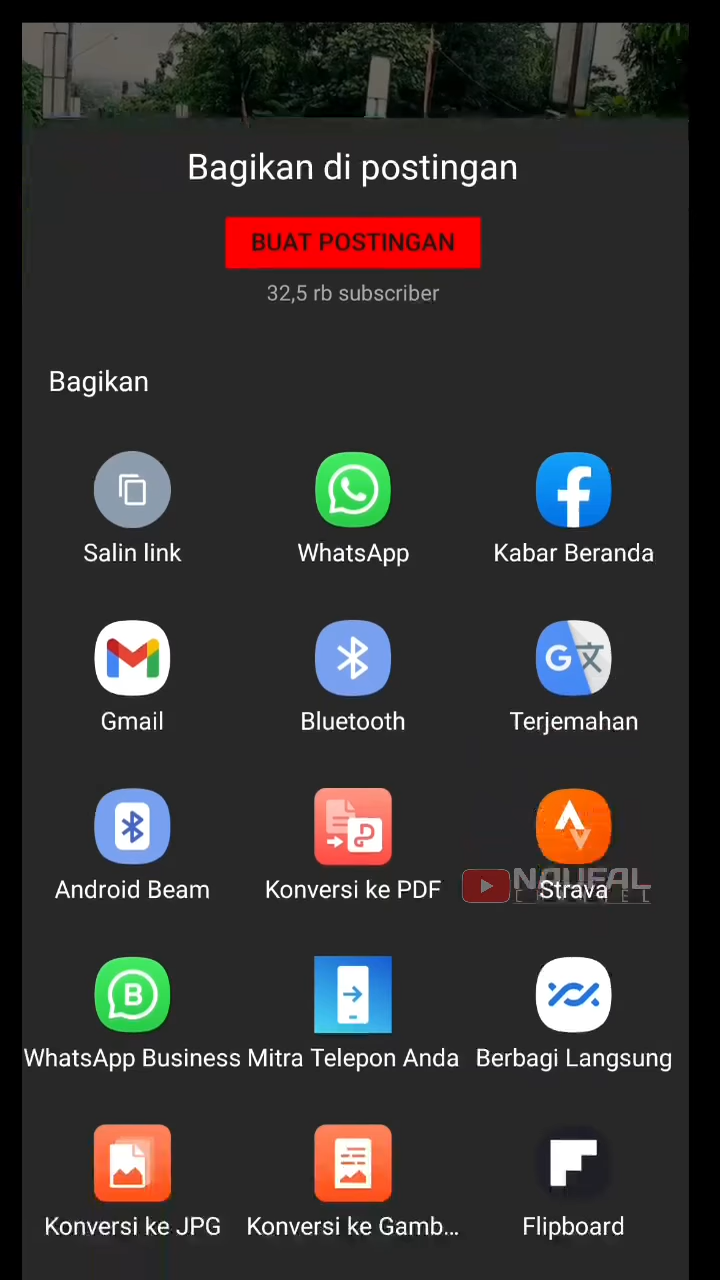 Bagikan di postingan
BUAT POSTINGAN
32,5 rb subscriber
Bagikan
Salin link
WhatsApp
Kabar Beranda
Gmail
Bluetooth
Terjemahan
Android Beam
Konversi ke PDF
Strava
NAUFAL
CHANNEL
WhatsApp Business
Mitra Telepon Anda
Berbagi Langsung
Konversi ke JPG
Konversi ke Gamb...
Flipboard